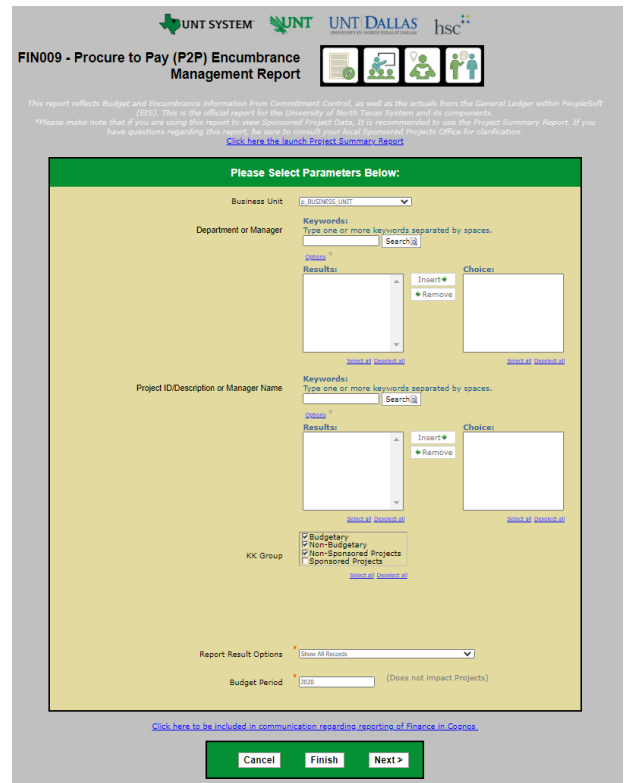 UNT SYSTEM UNT UNT DALLAS hsc
UNIVERSITY OF NORTH TEXAS AT DALLAS
FIN009 - Procure to Pay (P2P) Encumbrance
Management Report
This report reflects Budget and Encumbrance information from Commitment Control, as well as the actuals from the General Ledger within PeopleSoft
(EIS). This is the official report for the University of North Texas System and its components.
*Please make note that if you are using this report to view Sponsored Project Data, It is recommended to use the Project Summary Report. If you
have questions regarding this report, be sure to consult your local Sponsored Projects Office for clarification.
Click here the launch Project Summary Report
Please Select Parameters Below:
Business Unit
µ_BUSINESS_UNIT
Department or Manager
Keywords:
Type one or more keywords separated by spaces.
Search
Options
Results:
Insert
Remove
Choice:
Select all Deselect all
Select all Deselect all
Project ID/Description or Manager Name
Keywords:
Type one or more keywords separated by spaces.
Search
Options
Results:
Insert
Remove
Choice:
Select all Deselect all
Select all Deselect all
KK Group
Budgetary
Non-Budgetary
Non-Sponsored Projects
Sponsored Projects
Select all Deselect all
Report Result Options
* Show All Records
Budget Period
* 2020
(Does not impact Projects)
Click here to be included in communication regarding reporting of Finance in Cognos.
Cancel Finish Next >